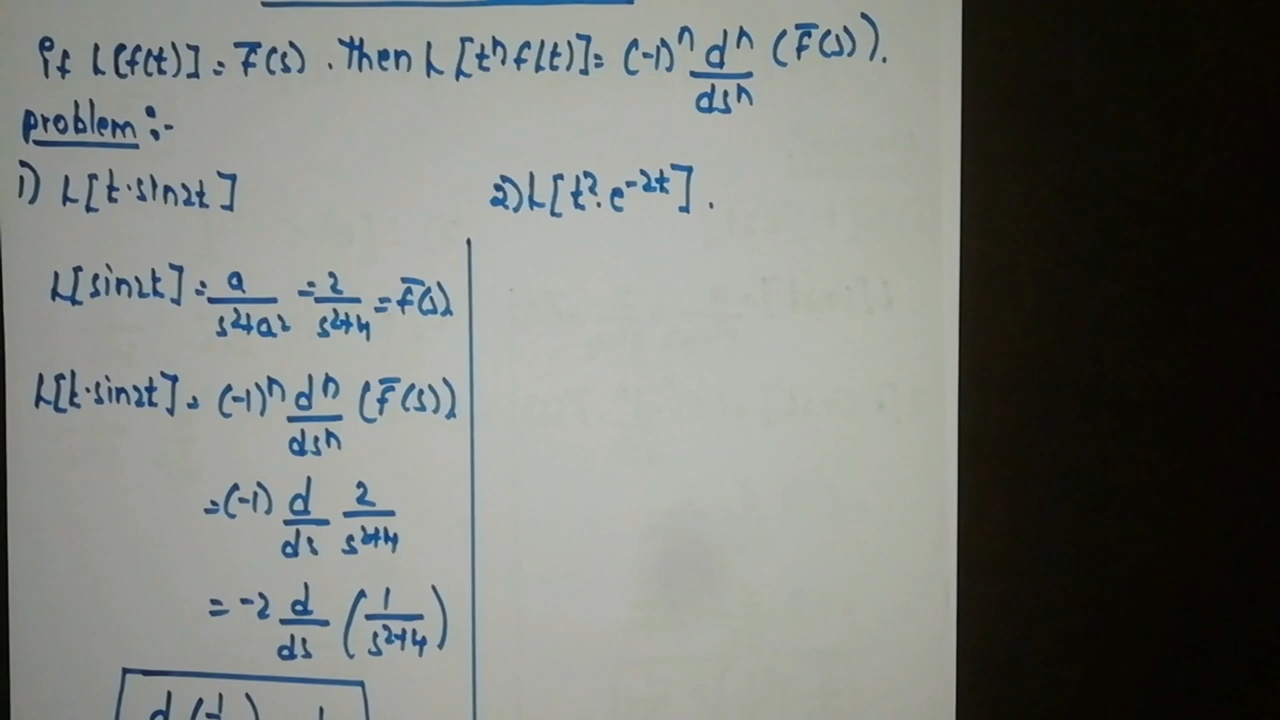 If L[f(t)] = F̅(s). Then L[tⁿ f(t)] = (-1)ⁿ dⁿ/dsⁿ (F̅(s)).
problem :-
1) L[t·sin2t]
L[sin2t] = a/(s²+a²) = 2/(s²+4) = F̅(s)
L[t·sin2t] = (-1)ⁿ dⁿ/dsⁿ (F̅(s))
= (-1) d/ds 2/(s²+4)
= -2 d/ds (1/(s²+4))
2) L[t²·e⁻²ᵗ].